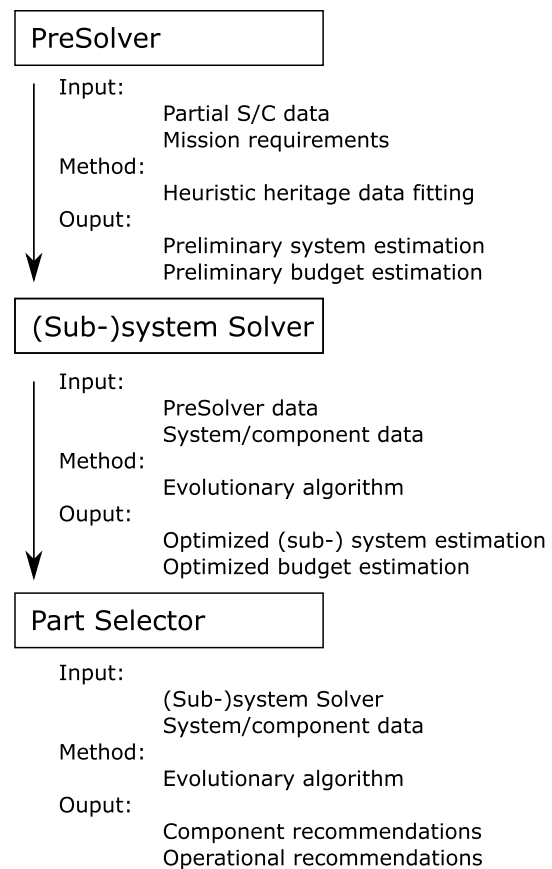 PreSolver
Input:
Partial S/C data
Mission requirements
Method:
Heuristic heritage data fitting
Ouput:
Preliminary system estimation
Preliminary budget estimation
(Sub-)system Solver
Input:
PreSolver data
System/component data
Method:
Evolutionary algorithm
Ouput:
Optimized (sub-) system estimation
Optimized budget estimation
Part Selector
Input:
(Sub-)system Solver
System/component data
Method:
Evolutionary algorithm
Ouput:
Component recommendations
Operational recommendations